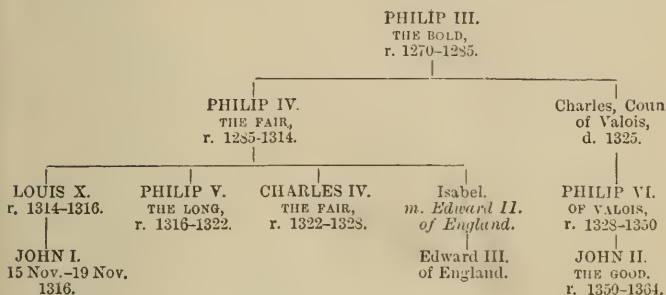 PHILIP III.
THE BOLD,
r. 1270-1285.
PHILIP IV.
THE FAIR,
r. 1285-1314.
Charles, Coun
of Valois,
d. 1325.
LOUIS X.
r. 1314-1316.
PHILIP V.
THE LONG,
r. 1316-1322.
CHARLES IV.
THE FAIR,
r. 1322-1328.
Isabel.
m. Edward II.
of England.
PHILIP VI.
OF VALOIS,
r. 1328-1350
JOHN I.
15 Nov.-19 Nov.
1316.
Edward III.
of England.
JOHN II.
THE GOOD.
r. 1350-1364.